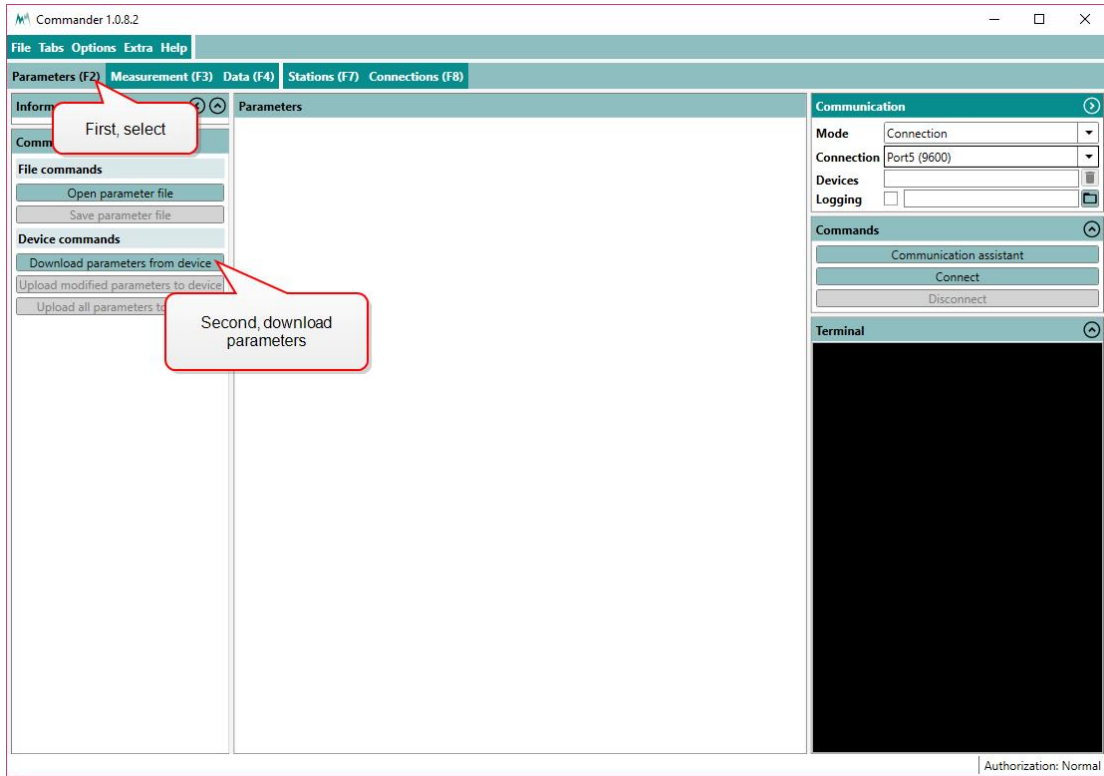 Commander 1.0.8.2
File Tabs Options Extra Help
Parameters (F2) Measurement (F3) Data (F4) Stations (F7) Connections (F8)
First, select
File commands
Open parameter file
Save parameter file
Device commands
Download parameters from device
Upload modified parameters to device
Upload all parameters
Second, download
parameters
Parameters
Communication
Mode Connection
Connection Port5 (9600)
Devices
Logging
Commands
Communication assistant
Connect
Disconnect
Terminal
Authorization: Normal